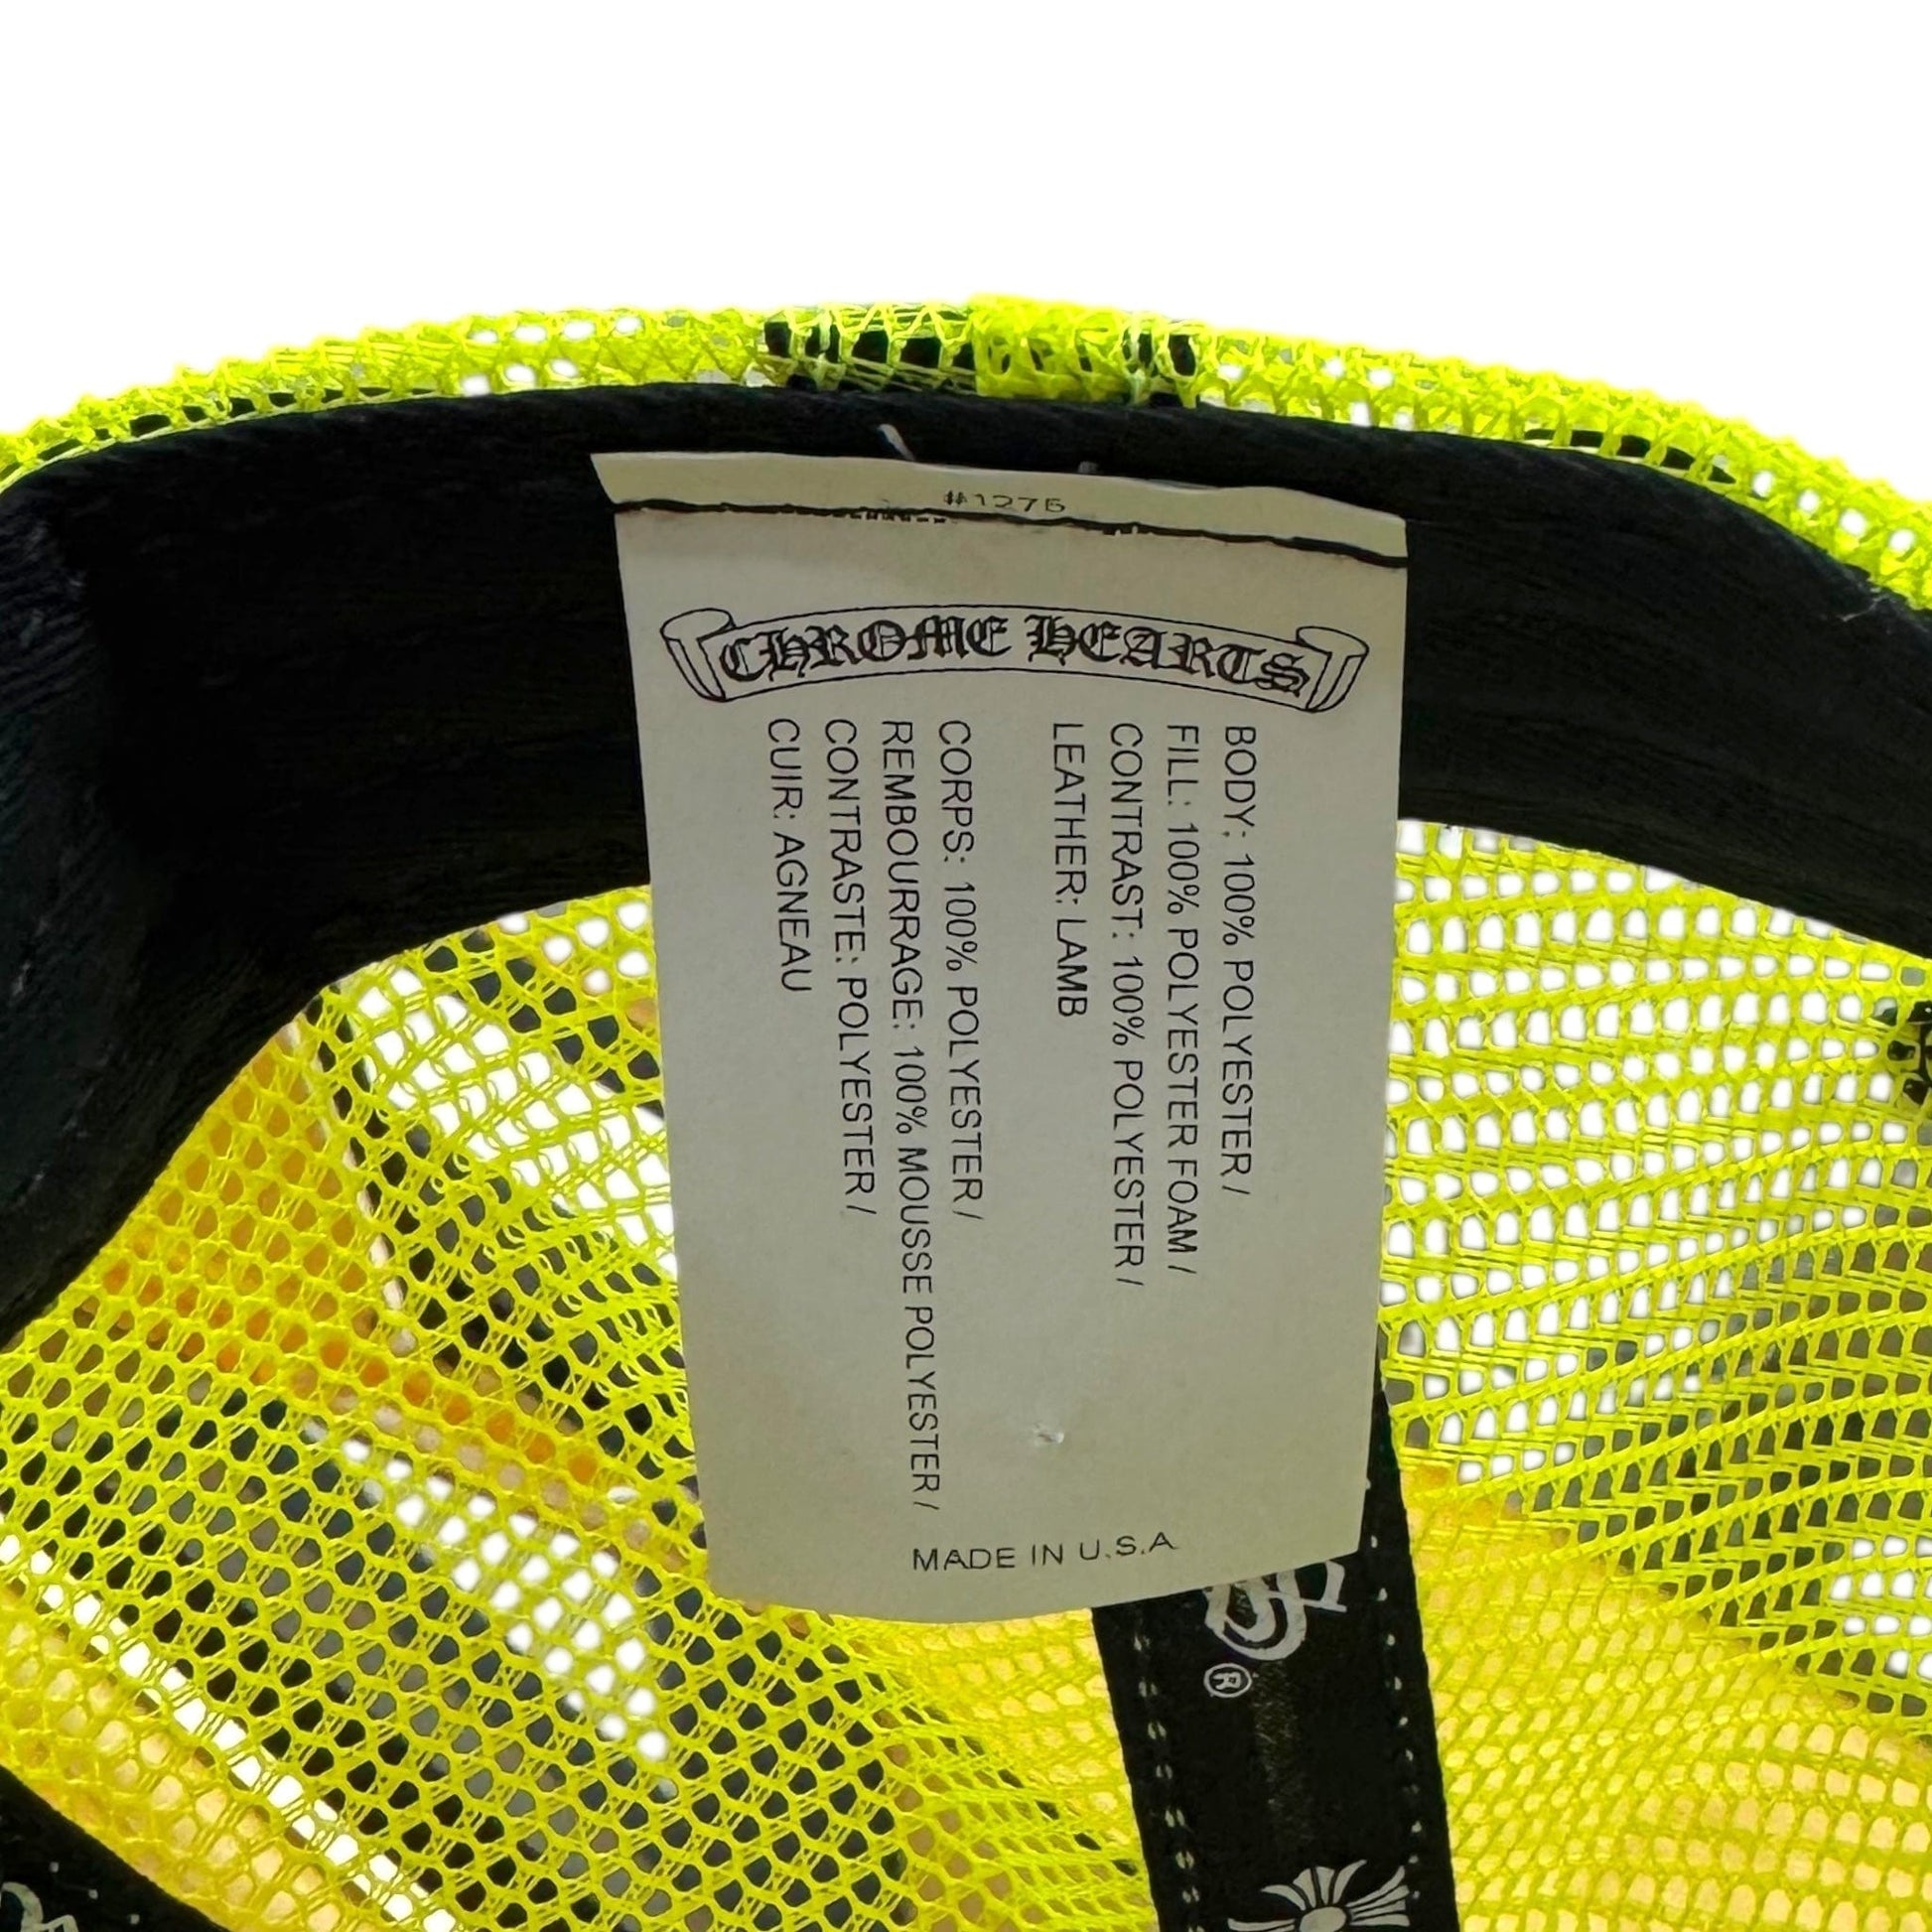 #1275
CHROME HEARTS
BODY: 100% POLYESTER /
FILL: 100% POLYESTER FOAM /
CONTRAST: 100% POLYESTER /
LEATHER: LAMB
CORPS: 100% POLYESTER /
REMBOURRAGE: 100% MOUSSE POLYESTER /
CONTRASTE: POLYESTER /
CUIR: AGNEAU
MADE IN U.S.A
®